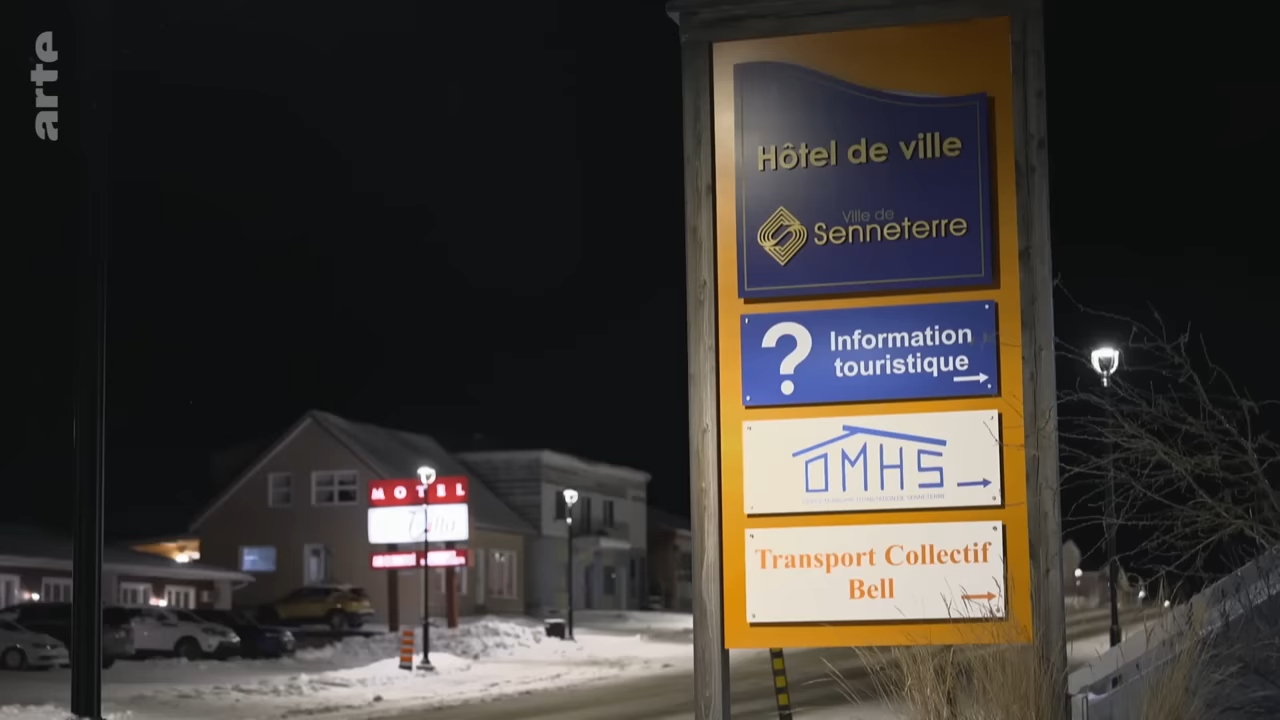 arte
Hôtel de ville
Ville de
Senneterre
? Information
touristique
OMHS
Transport Collectif
Bell
MOTEL